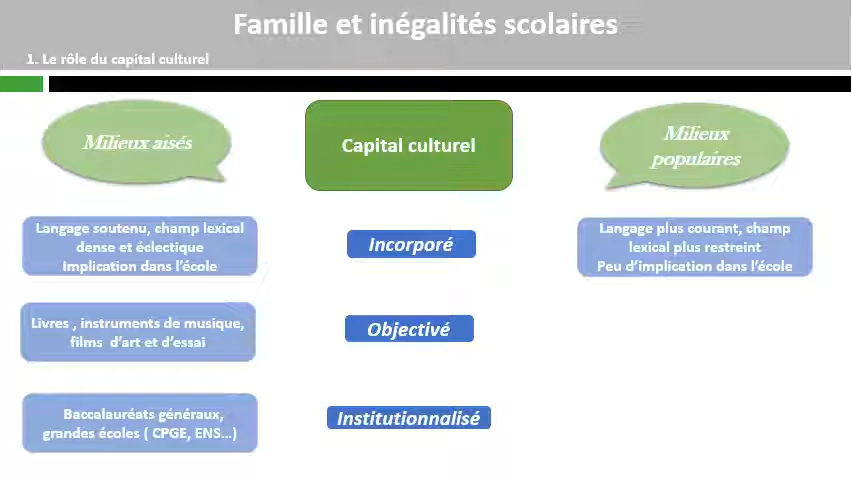 Famille et inégalités scolaires
1. Le rôle du capital culturel
Milieux aisés
Capital culturel
Milieux
populaires
Langage soutenu, champ lexical
dense et éclectique
Implication dans l'école
Incorporé
Langage plus courant, champ
lexical plus restreint
Peu d'implication dans l'école
Livres , instruments de musique,
films d'art et d'essai
Objectivé
Baccalauréats généraux,
grandes écoles ( CPGE, ENS...)
Institutionnalisé